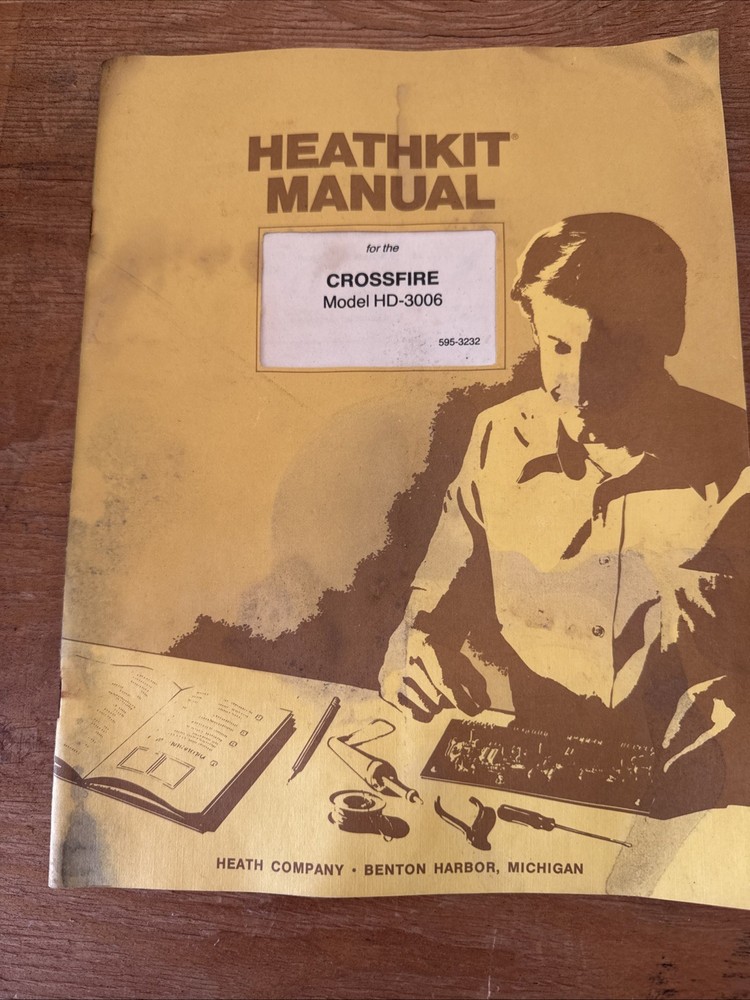 HEATHKIT®
MANUAL
for the
CROSSFIRE
Model HD-3006
595-3232
HEATH COMPANY • BENTON HARBOR, MICHIGAN